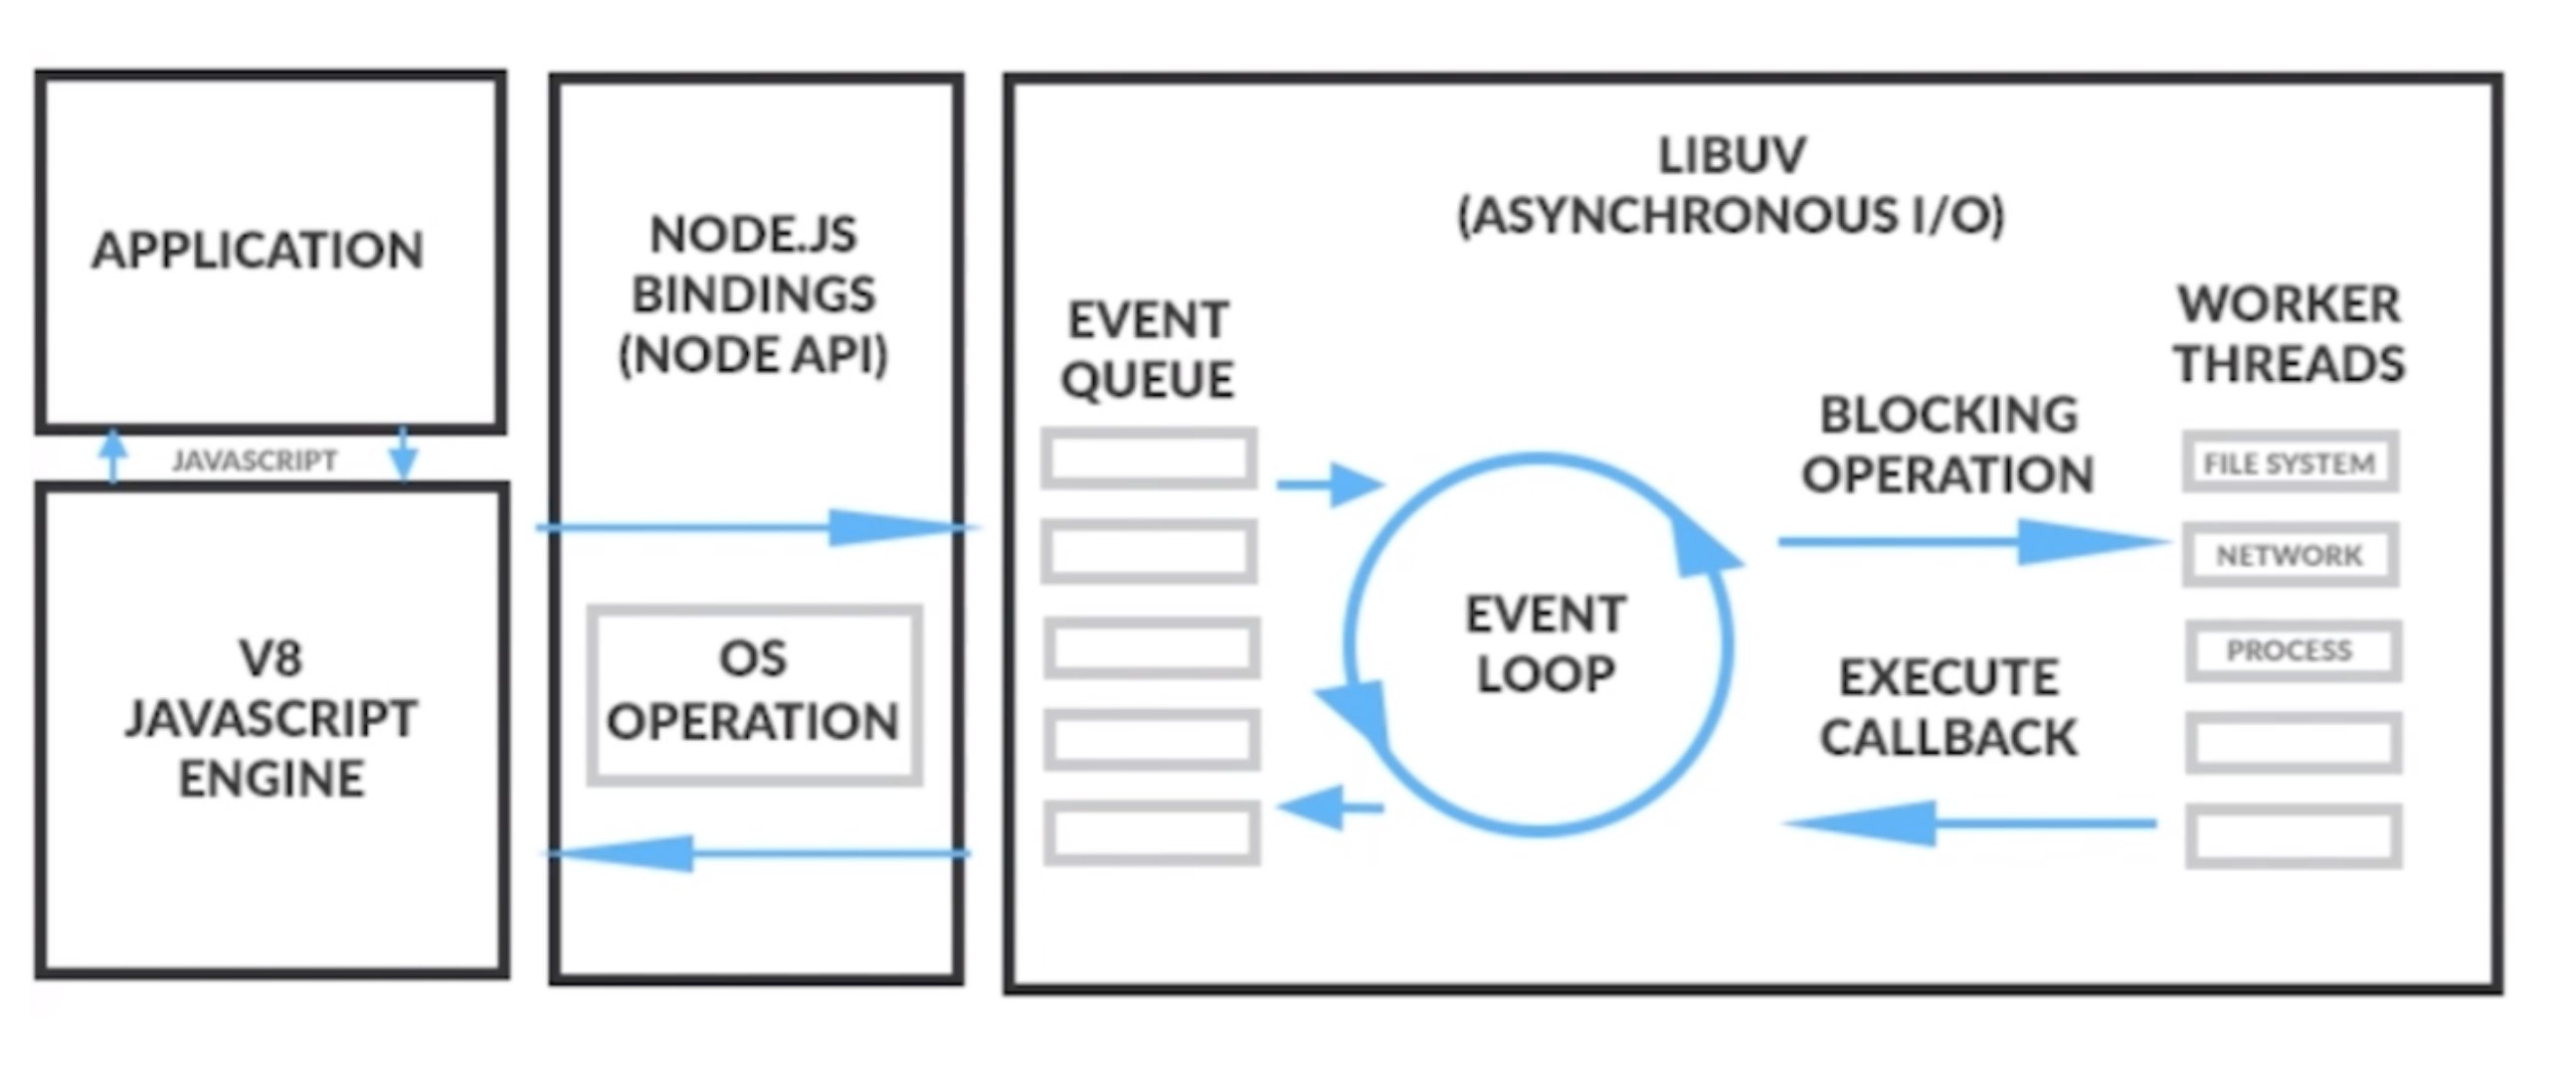 APPLICATION
JAVASCRIPT
V8
JAVASCRIPT
ENGINE
NODE.JS
BINDINGS
(NODE API)
OS
OPERATION
LIBUV
(ASYNCHRONOUS I/O)
EVENT
QUEUE
EVENT
LOOP
BLOCKING
OPERATION
EXECUTE
CALLBACK
WORKER
THREADS
FILE SYSTEM
NETWORK
PROCESS